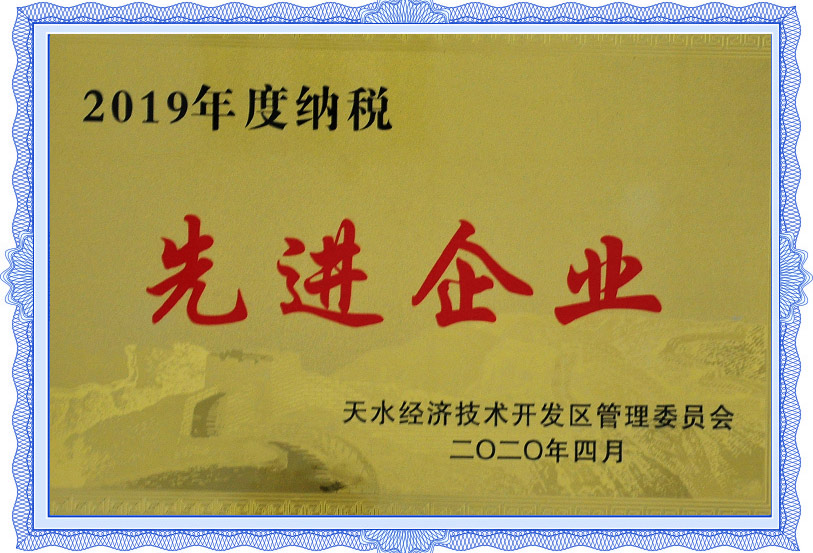 2019年度纳税
先进企业
天水经济技术开发区管理委员会
二〇二〇年四月